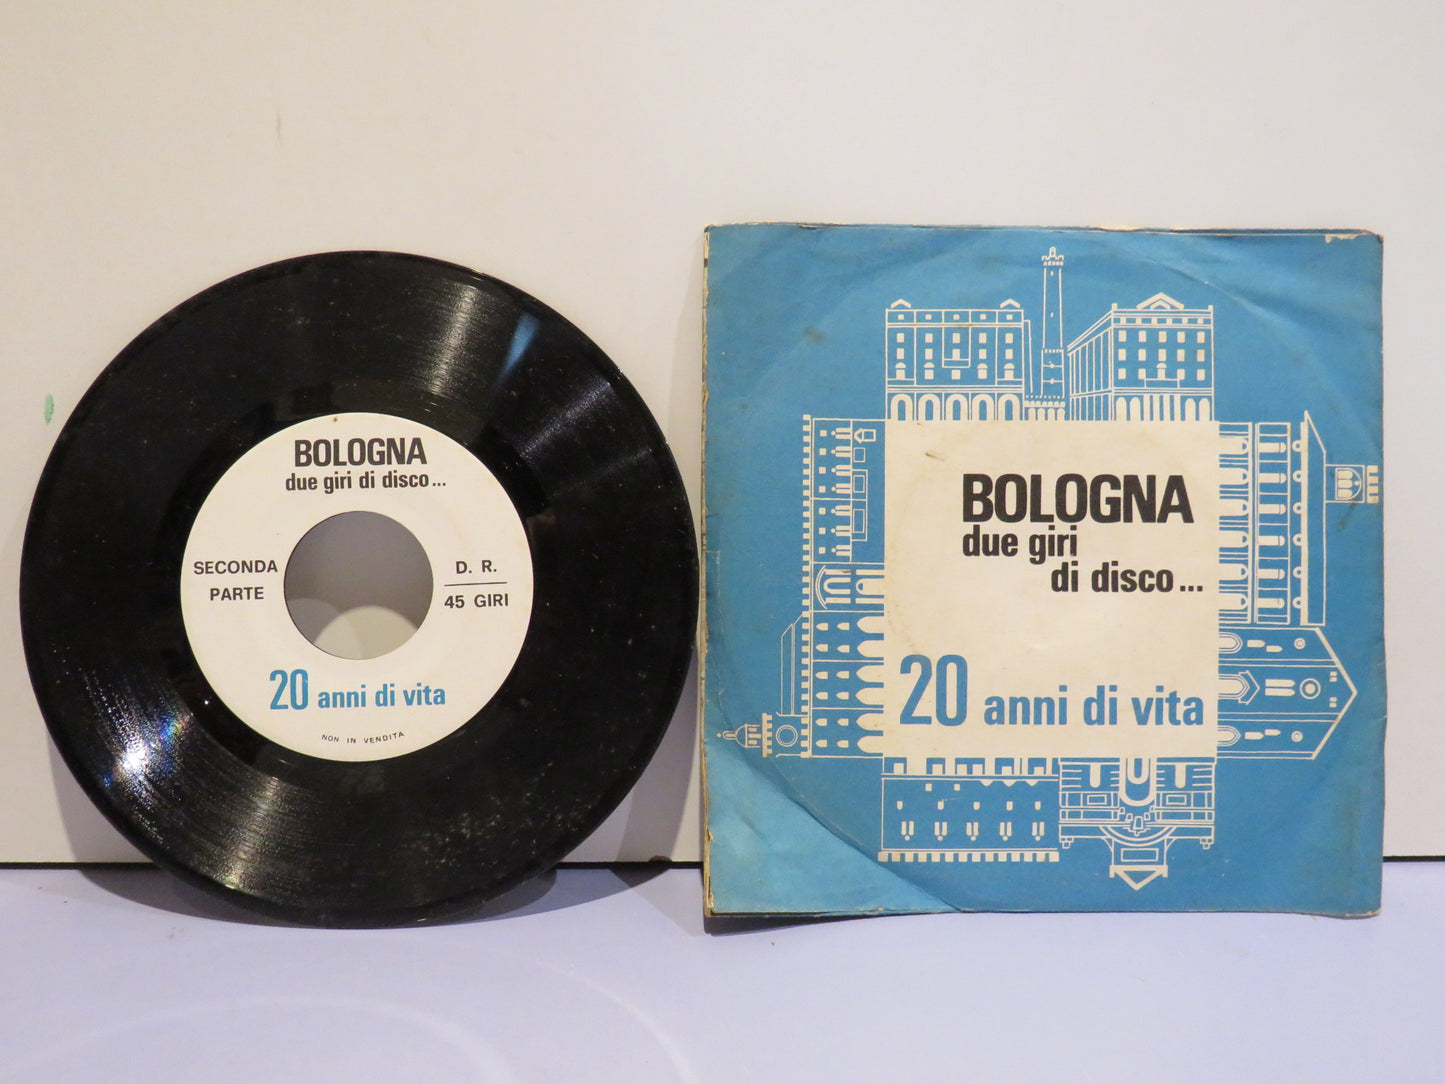 BOLOGNA
due giri di disco...
SECONDA
PARTE
D. R.
45 GIRI
20 anni di vita
NON IN VENDITA
BOLOGNA
due giri
di disco...
20 anni di vita